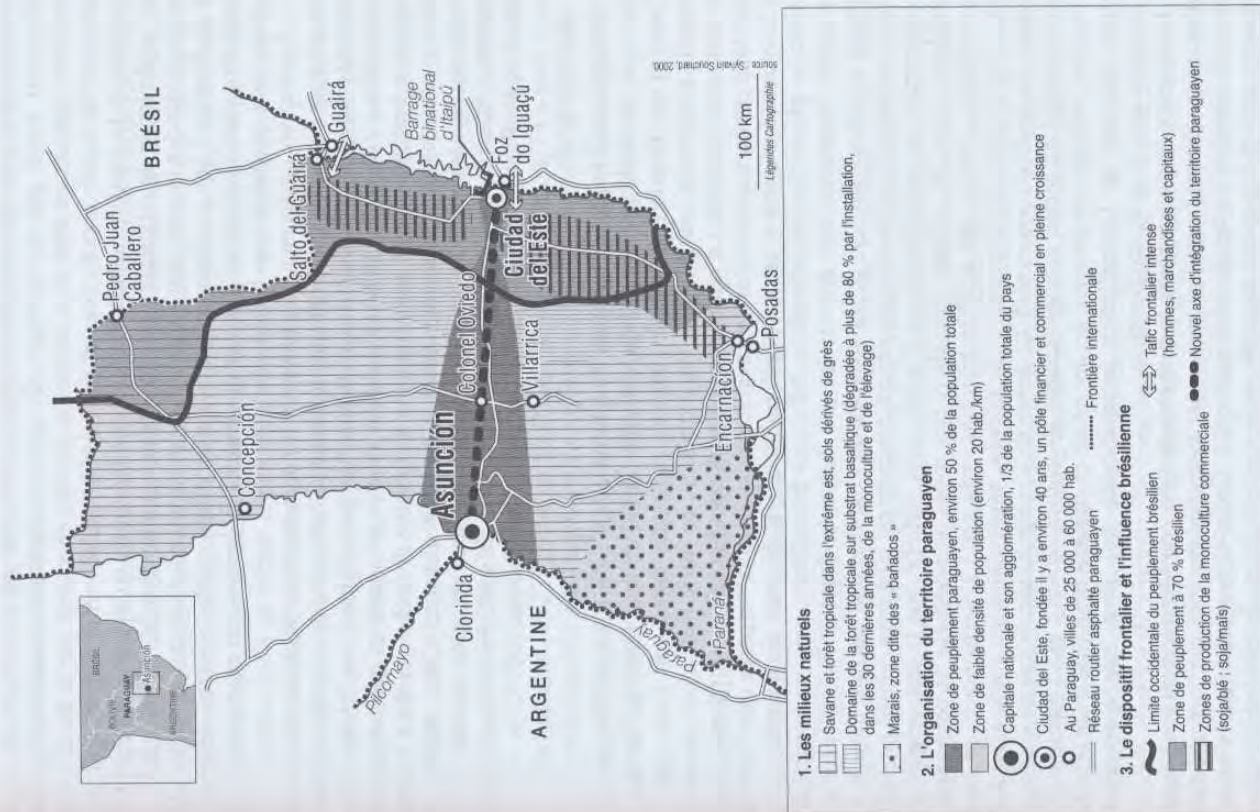 BRÉSIL
BOLIVIE
PARAGUAY
Asunción
ARGENTINE
BRÉSIL
Pedro Juan
Caballero
Concepción
Salto del Guairá
Guairá
Barrage
binational
d'Itaipú
Foz
do Iguaçú
Ciudad
del Este
Colonel Oviedo
Villarrica
Asuncion
Clorinda
Pilcomayo
ARGENTINE
Paraguay
Paraná
Encarnación
Posadas
100 km
Légendes Cartographie
source : Sylvain Souchard, 2000.
1. Les milieux naturels
Savane et forêt tropicale dans l'extrême est, sols dérivés de grès
Domaine de la forêt tropicale sur substrat basaltique (dégradée à plus de 80 % par l'installation,
dans les 30 dernières années, de la monoculture et de l'élevage)
Marais, zone dite des « bañados »
2. L'organisation du territoire paraguayen
Zone de peuplement paraguayen, environ 50 % de la population totale
Zone de faible densité de population (environ 20 hab./km)
Capitale nationale et son agglomération, 1/3 de la population totale du pays
Ciudad del Este, fondée il y a environ 40 ans, un pôle financier et commercial en pleine croissance
Au Paraguay, villes de 25 000 à 60 000 hab.
Réseau routier asphalté paraguayen
Frontière internationale
3. Le dispositif frontalier et l'influence brésilienne
Limite occidentale du peuplement brésilien
Zone de peuplement à 70 % brésilien
Zones de production de la monoculture commerciale
(soja/blé ; soja/maïs)
Tafic frontalier intense
(hommes, marchandises et capitaux)
Nouvel axe d'intégration du territoire paraguayen